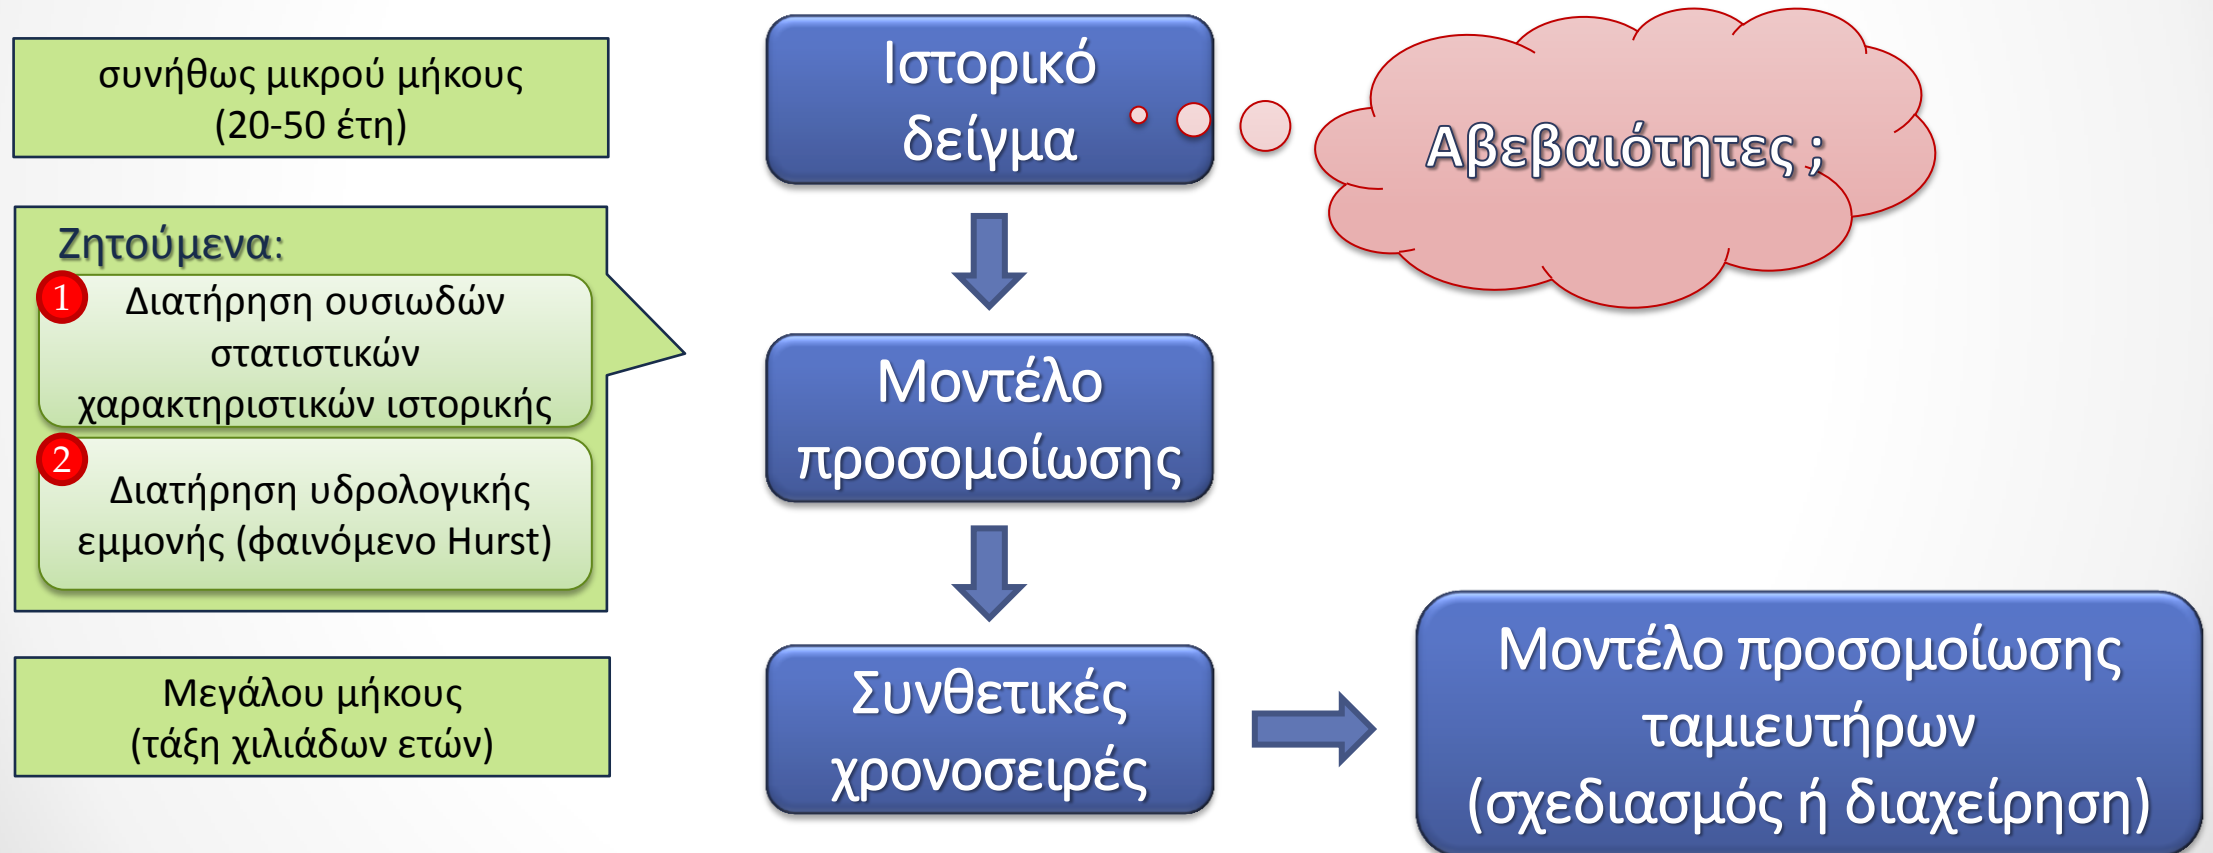 συνήθως μικρού μήκους
(20-50 έτη)
Ιστορικό
δείγμα
Αβεβαιότητες ;
Ζητούμενα:
1
Διατήρηση ουσιωδών
στατιστικών
χαρακτηριστικών ιστορικής
2
Διατήρηση υδρολογικής
εμμονής (φαινόμενο Hurst)
Μοντέλο
προσομοίωσης
Μεγάλου μήκους
(τάξη χιλιάδων ετών)
Συνθετικές
χρονοσειρές
Μοντέλο προσομοίωσης
ταμιευτήρων
(σχεδιασμός ή διαχείρηση)